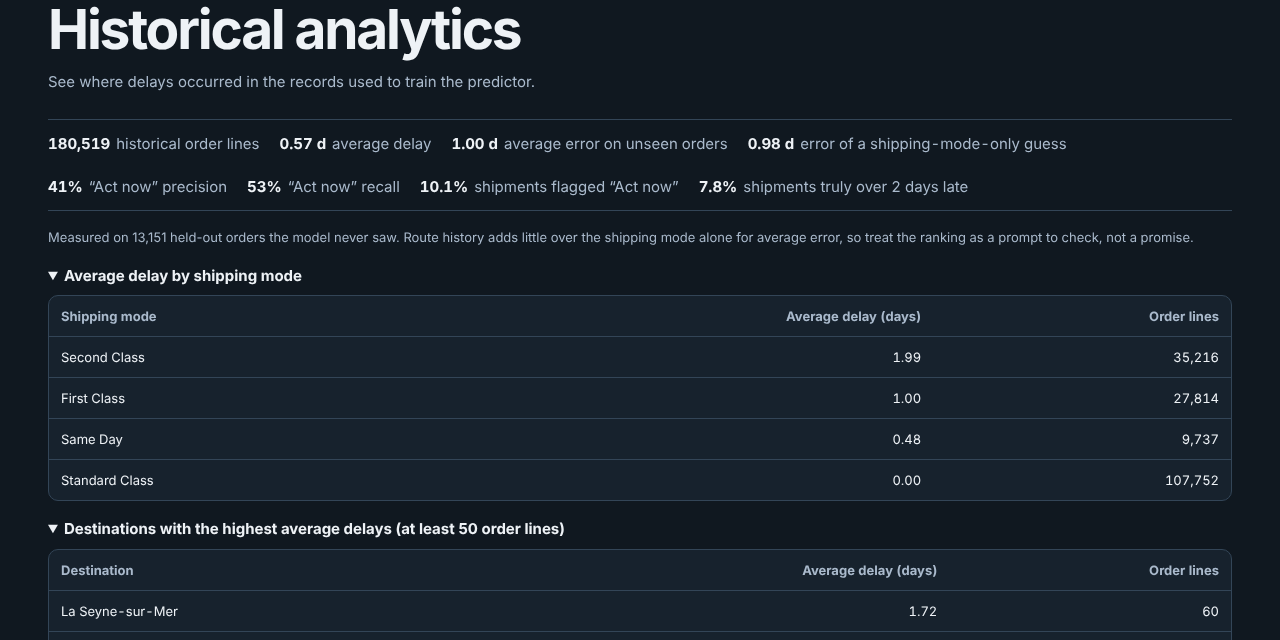 Historical analytics
See where delays occurred in the records used to train the predictor.
180,519 historical order lines 0.57 d average delay 1.00 d average error on unseen orders 0.98 d error of a shipping-mode-only guess
41% “Act now” precision 53% “Act now” recall 10.1% shipments flagged “Act now” 7.8% shipments truly over 2 days late
Measured on 13,151 held-out orders the model never saw. Route history adds little over the shipping mode alone for average error, so treat the ranking as a prompt to check, not a promise.
▼ Average delay by shipping mode
Shipping mode Average delay (days) Order lines
Second Class 1.99 35,216
First Class 1.00 27,814
Same Day 0.48 9,737
Standard Class 0.00 107,752
▼ Destinations with the highest average delays (at least 50 order lines)
Destination Average delay (days) Order lines
La Seyne-sur-Mer 1.72 60